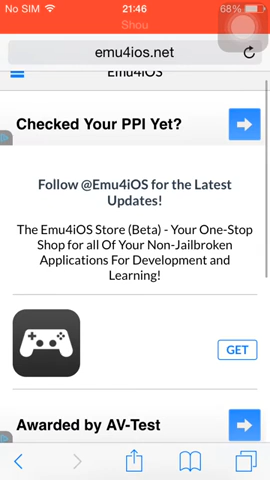 No SIM 21:46 68%
Shou
emu4ios.net
Emu4iOS
Checked Your PPI Yet?
Follow @Emu4iOS for the Latest
Updates!
The Emu4iOS Store (Beta) - Your One-Stop
Shop for all Of Your Non-Jailbroken
Applications For Development and
Learning!
GET
Awarded by AV-Test